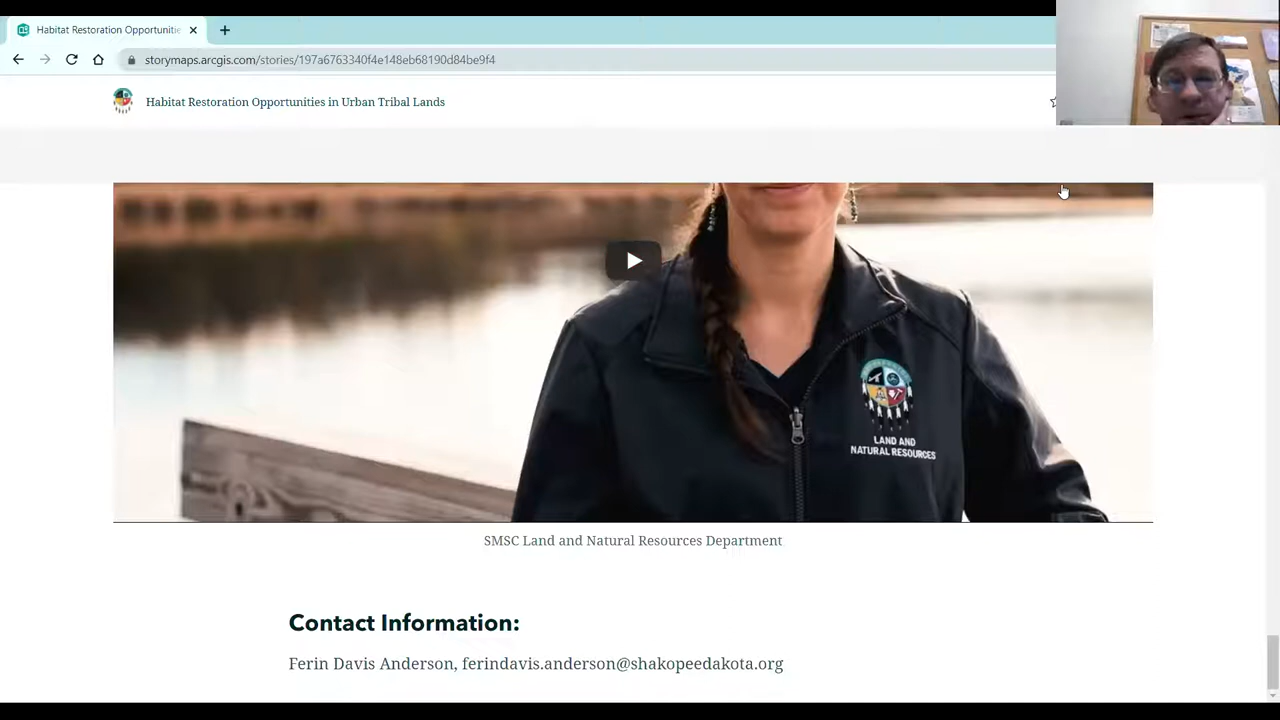 Habitat Restoration Opportunitie
storymaps.arcgis.com/stories/197a6763340f4e148eb68190d84be9f4
Habitat Restoration Opportunities in Urban Tribal Lands
LAND AND
NATURAL RESOURCES
SMSC Land and Natural Resources Department
Contact Information:
Ferin Davis Anderson, ferindavis.anderson@shakopeedakota.org